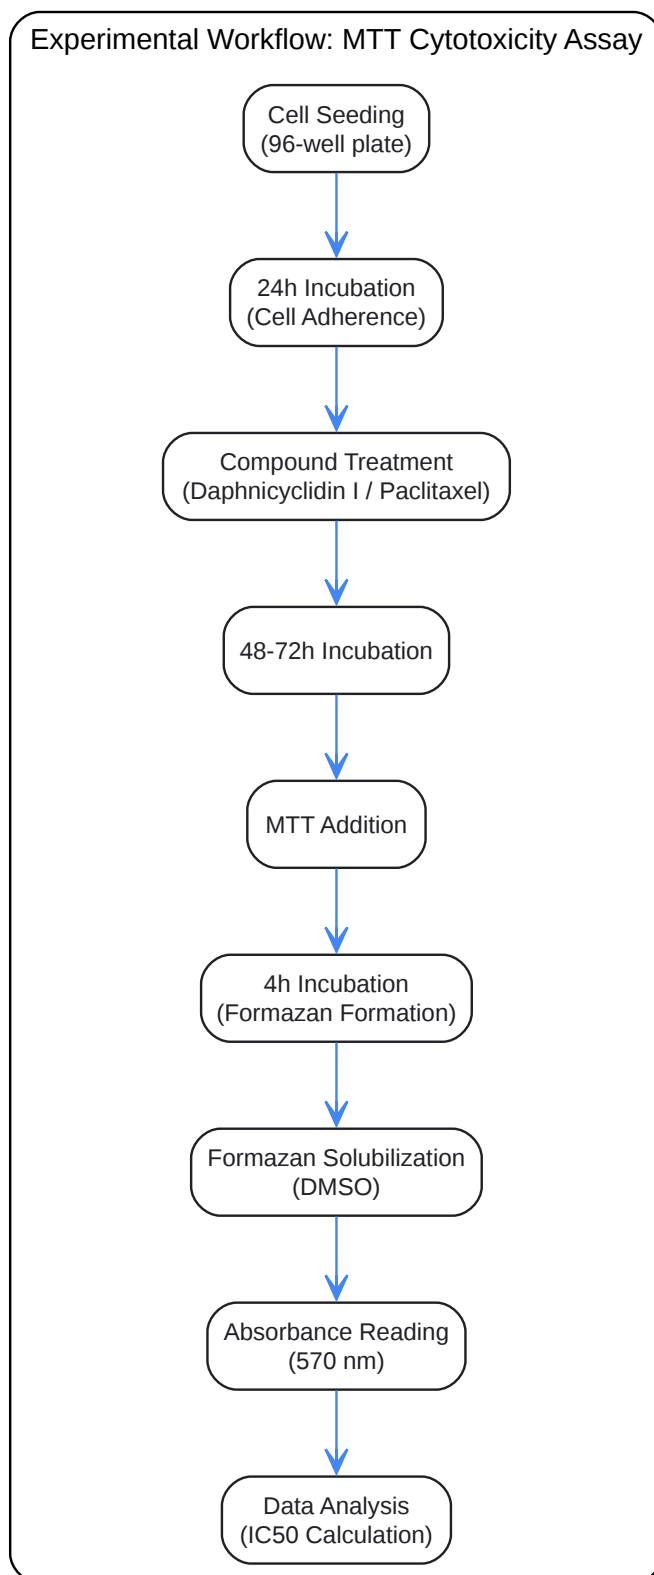 Experimental Workflow: MTT Cytotoxicity Assay
Cell Seeding
(96-well plate)
24h Incubation
(Cell Adherence)
Compound Treatment
(Daphnicyclidin I / Paclitaxel)
48-72h Incubation
MTT Addition
4h Incubation
(Formazan Formation)
Formazan Solubilization
(DMSO)
Absorbance Reading
(570 nm)
Data Analysis
(IC50 Calculation)